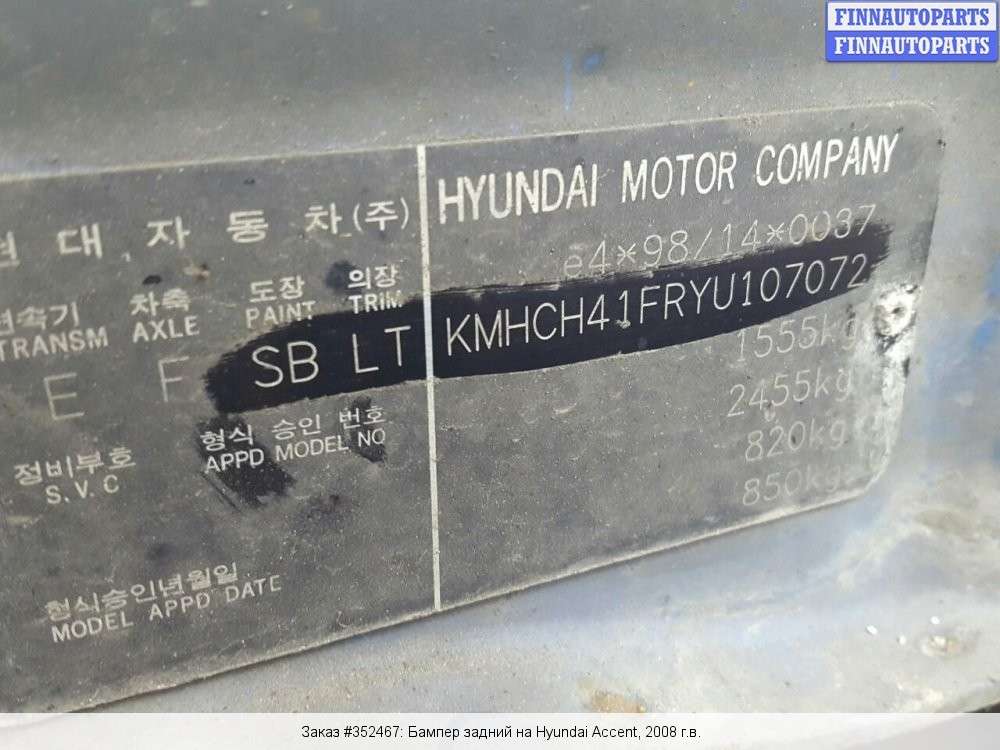 FINNAUTOPARTS
FINNAUTOPARTS
대 자 동 차 (주)
HYUNDAI MOTOR COMPANY
e4*98/14*0037
변속기 차축 도장 의장
TRANSM AXLE PAINT TRIM
E F SB LT
KMHCH41FRYU107072
1555kg
2455kg
820kg
850kg
정비부호 형식 승인 번호
S.V.C APPD MODEL NO
형식승인년월일
MODEL APPD DATE
Заказ #352467: Бампер задний на Hyundai Accent, 2008 г.в.